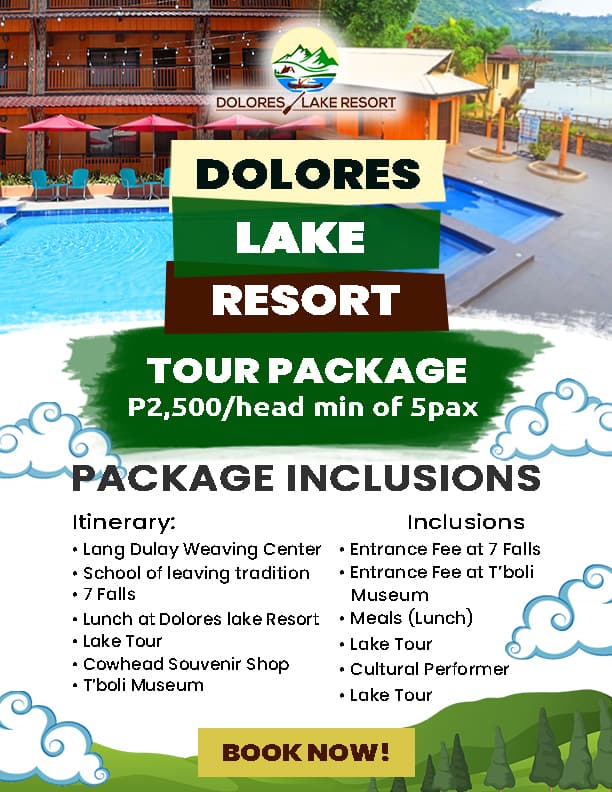 DOLORES LAKE RESORT
DOLORES
LAKE
RESORT
TOUR PACKAGE
P2,500/head min of 5pax
PACKAGE INCLUSIONS
Itinerary:
• Lang Dulay Weaving Center
• School of leaving tradition
• 7 Falls
• Lunch at Dolores lake Resort
• Lake Tour
• Cowhead Souvenir Shop
• T'boli Museum
Inclusions
• Entrance Fee at 7 Falls
• Entrance Fee at T'boli
Museum
• Meals (Lunch)
• Lake Tour
• Cultural Performer
• Lake Tour
BOOK NOW!